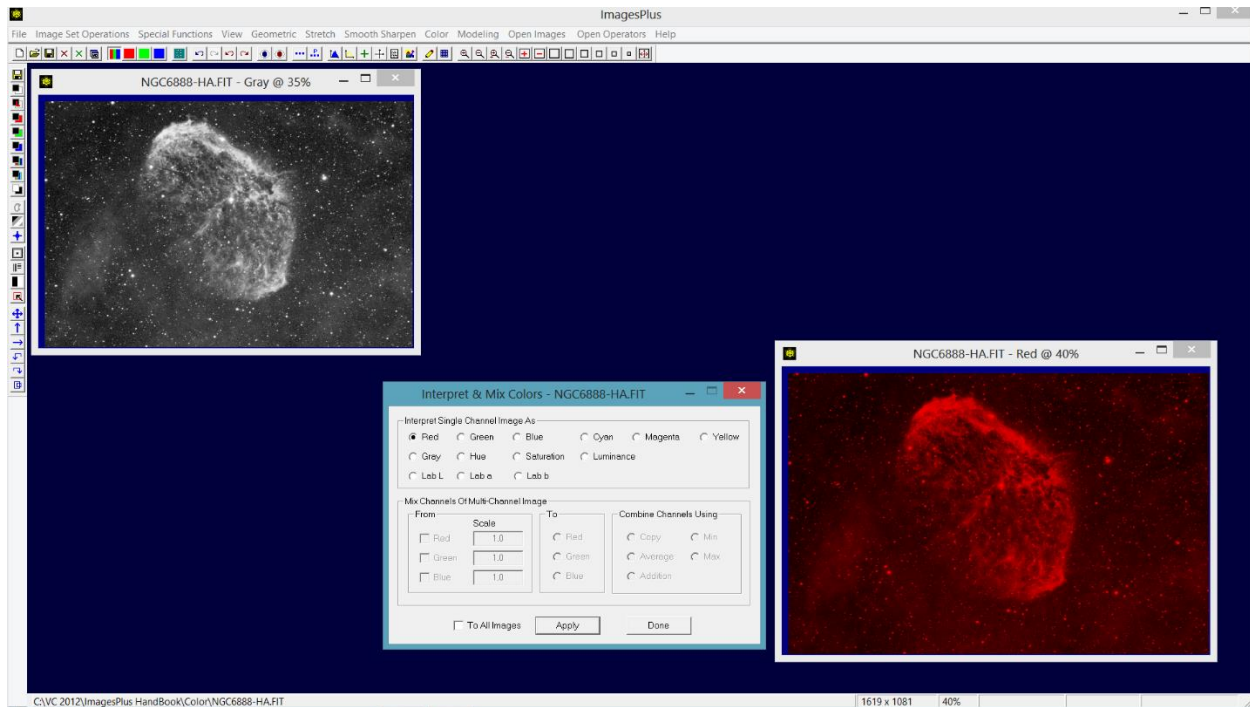 ImagesPlus
File Image Set Operations Special Functions View Geometric Stretch Smooth Sharpen Color Modeling Open Images Open Operators Help
NGC6888-HA.FIT - Gray @ 35%
NGC6888-HA.FIT - Red @ 40%
Interpret & Mix Colors - NGC6888-HA.FIT
Interpret Single Channel Image As
Red Green Blue Cyan Magenta Yellow
Gray Hue Saturation Luminance
Lab L Lab a Lab b
Mix Channels Of Multi-Channel Image
From To Combine Channels Using
Scale
Red 1.0 Red Copy Min
Green 1.0 Green Average Max
Blue 1.0 Blue Addition
To All Images Apply Done
C:\VC 2012\ImagesPlus HandBook\Color\NGC6888-HA.FIT 1619 x 1081 40%